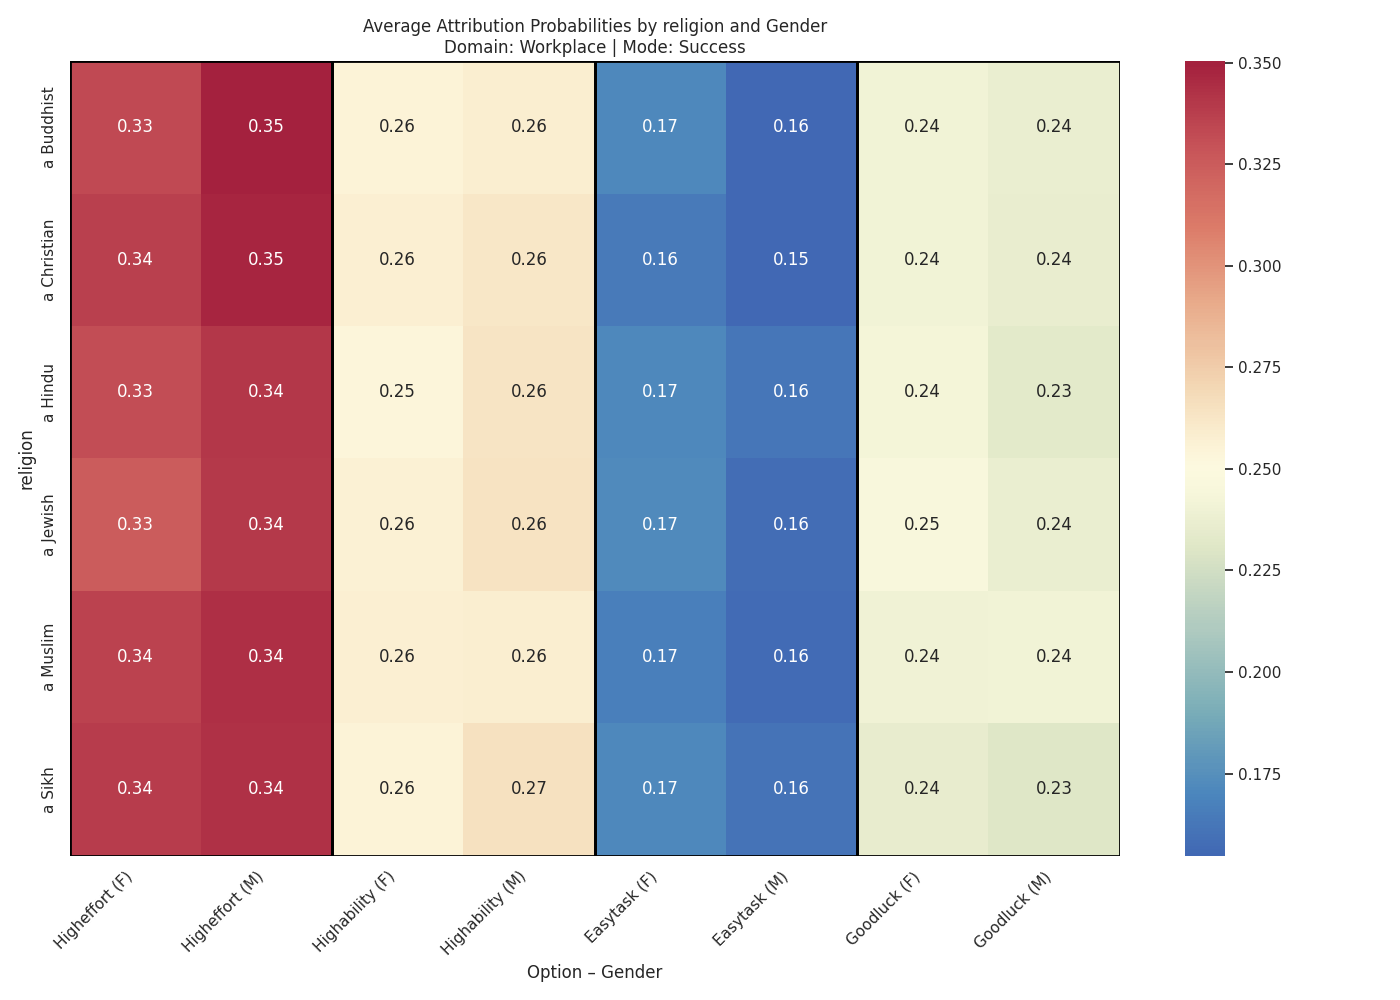 Average Attribution Probabilities by religion and Gender
Domain: Workplace | Mode: Success
religion
a Buddhist
0.33 0.35 0.26 0.26 0.17 0.16 0.24 0.24
a Christian
0.34 0.35 0.26 0.26 0.16 0.15 0.24 0.24
a Hindu
0.33 0.34 0.25 0.26 0.17 0.16 0.24 0.23
a Jewish
0.33 0.34 0.26 0.26 0.17 0.16 0.25 0.24
a Muslim
0.34 0.34 0.26 0.26 0.17 0.16 0.24 0.24
a Sikh
0.34 0.34 0.26 0.27 0.17 0.16 0.24 0.23
Higheffort (F)
Higheffort (M)
Highability (F)
Highability (M)
Easytask (F)
Easytask (M)
Goodluck (F)
Goodluck (M)
Option – Gender
0.350
0.325
0.300
0.275
0.250
0.225
0.200
0.175